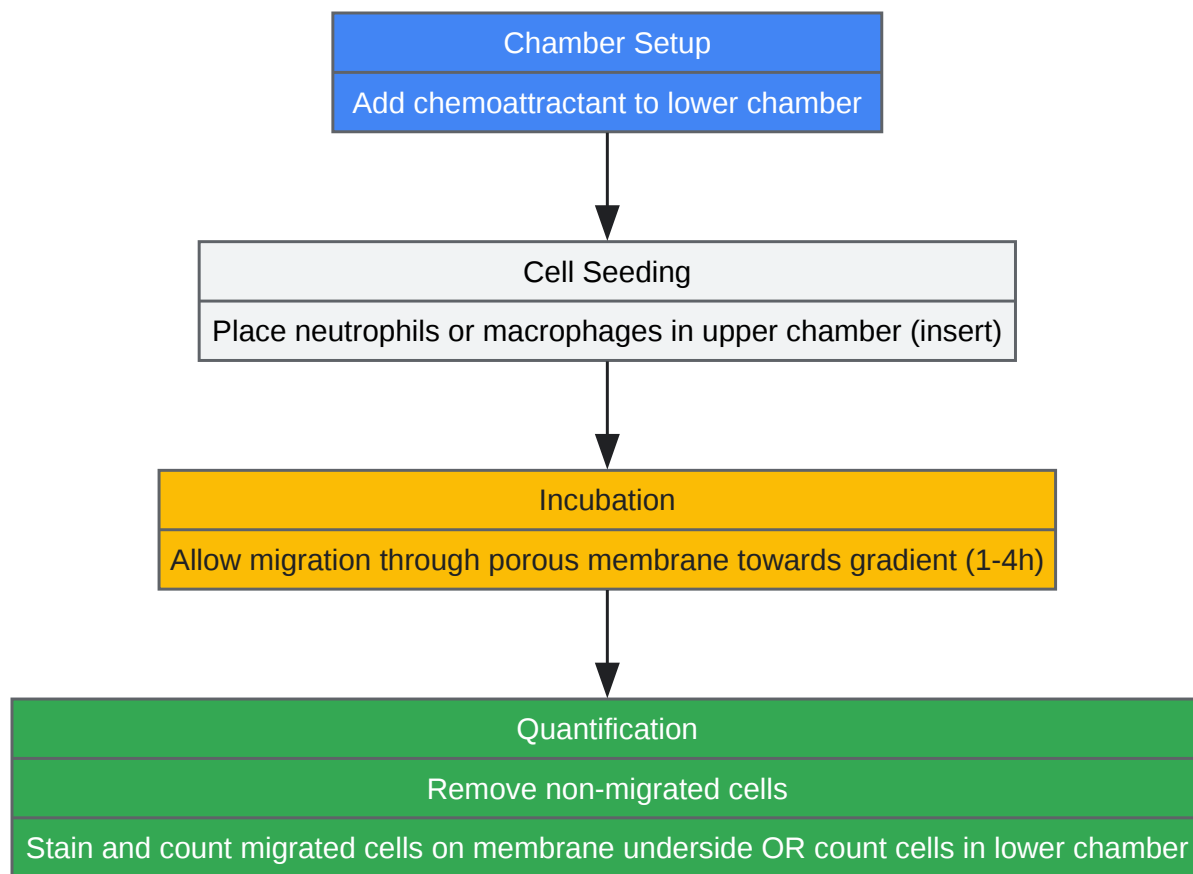 Chamber Setup
Add chemoattractant to lower chamber
Cell Seeding
Place neutrophils or macrophages in upper chamber (insert)
Incubation
Allow migration through porous membrane towards gradient (1-4h)
Quantification
Remove non-migrated cells
Stain and count migrated cells on membrane underside OR count cells in lower chamber